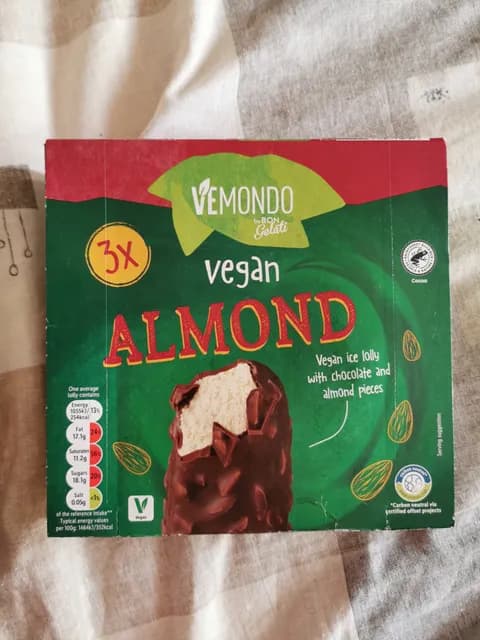 VEMONDO
by BON
Gelati
3x
vegan
ALMOND
Vegan ice lolly
with chocolate and
almond pieces
Cocoa
One average
lolly contains
Energy
1055kJ/ 13%
254kcal
Fat
17.1g 24%
Saturates
11.2g 56%
Sugars
18.1g 20%
Salt
0.05g <1%
of the reference intake**
Typical energy values
per 100g: 1464kJ/352kcal
Vegan
Serving suggestion
*Carbon neutral via
certified offset projects